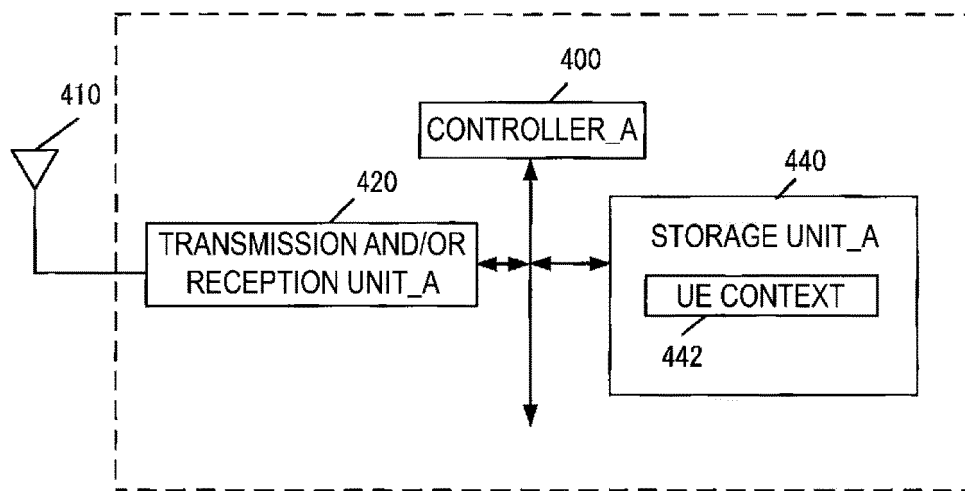 400
410
CONTROLLER_A
420
440
TRANSMISSION AND/OR
RECEPTION UNIT_A
STORAGE UNIT_A
UE CONTEXT
442